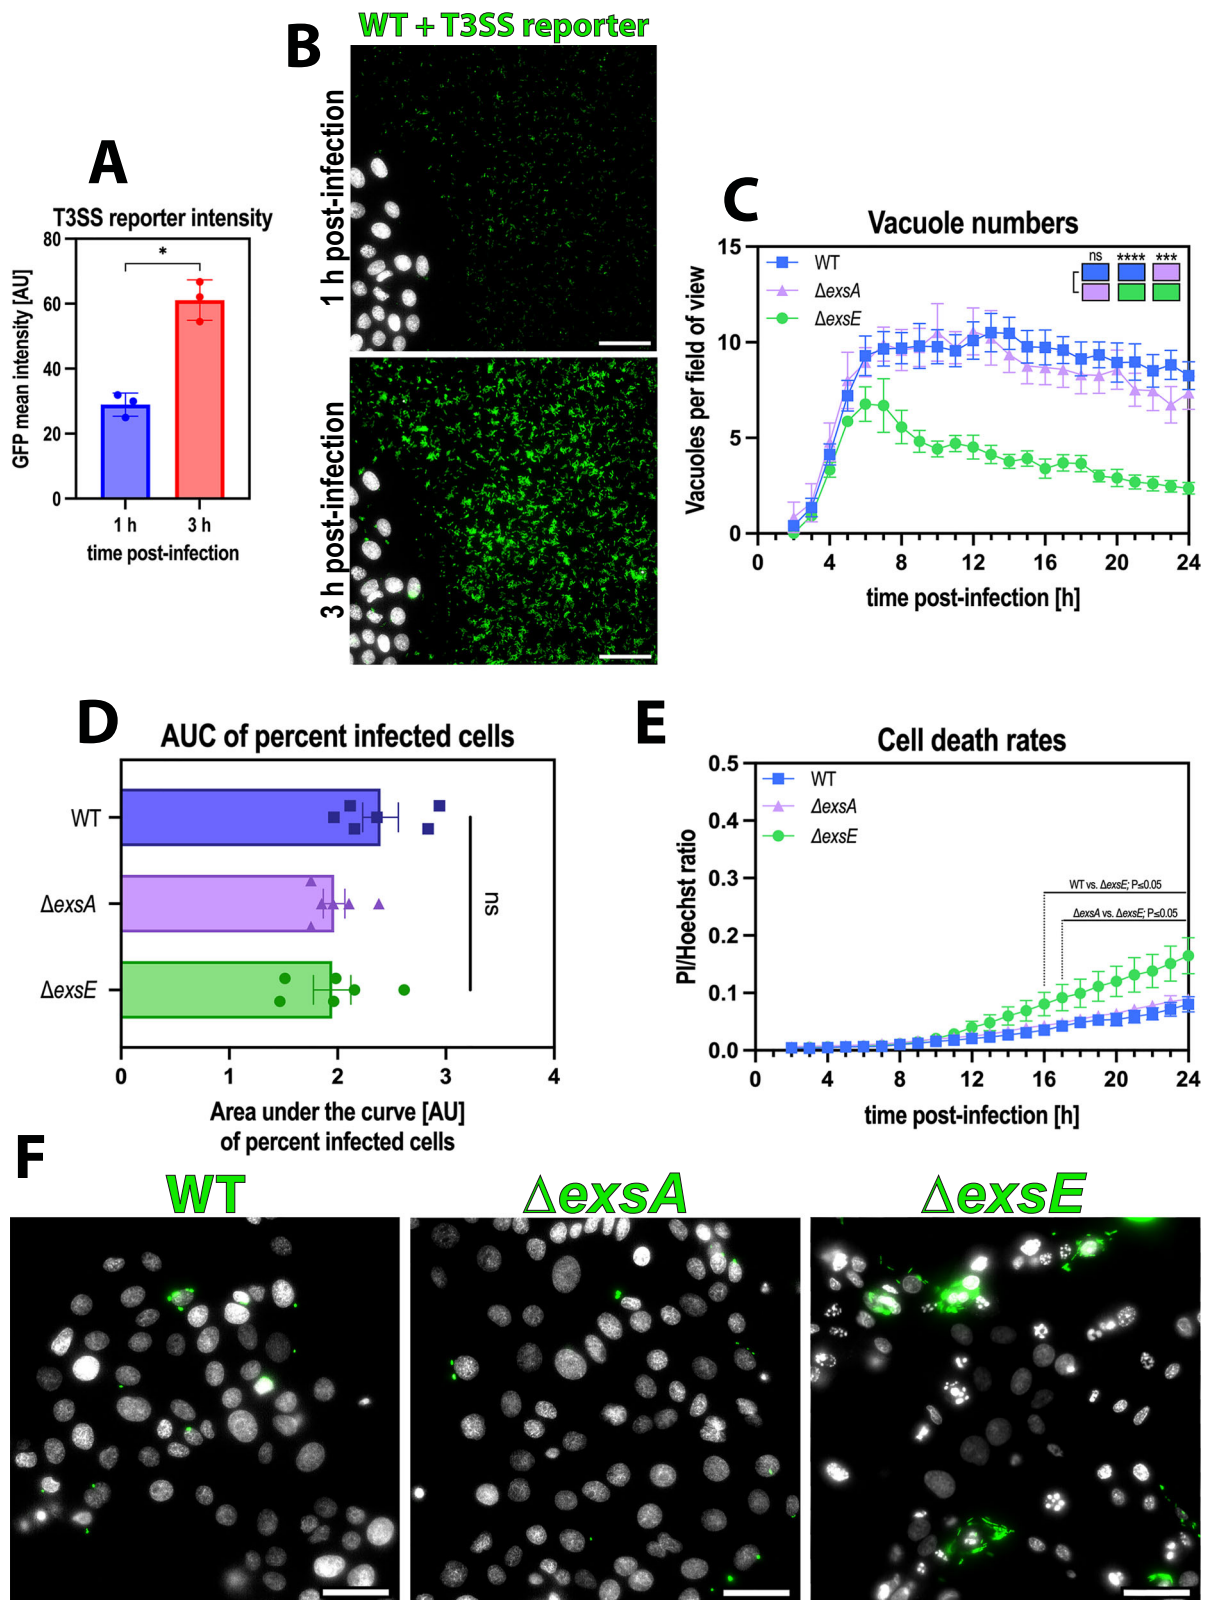 A
T3SS reporter intensity
80
60
40
20
0
GFP mean intensity [AU]
*
1 h
3 h
time post-infection
B
WT + T3SS reporter
1 h post-infection
3 h post-infection
C
Vacuole numbers
15
10
5
0
Vacuoles per field of view
WT
ΔexsA
ΔexsE
ns
****
***
0
4
8
12
16
20
24
time post-infection [h]
D
AUC of percent infected cells
WT
ΔexsA
ΔexsE
ns
0
1
2
3
4
Area under the curve [AU]
of percent infected cells
E
Cell death rates
0.5
0.4
0.3
0.2
0.1
0.0
PI/Hoechst ratio
WT
ΔexsA
ΔexsE
WT vs. ΔexsE; P≤0.05
ΔexsA vs. ΔexsE; P≤0.05
0
4
8
12
16
20
24
time post-infection [h]
F
WT
ΔexsA
ΔexsE